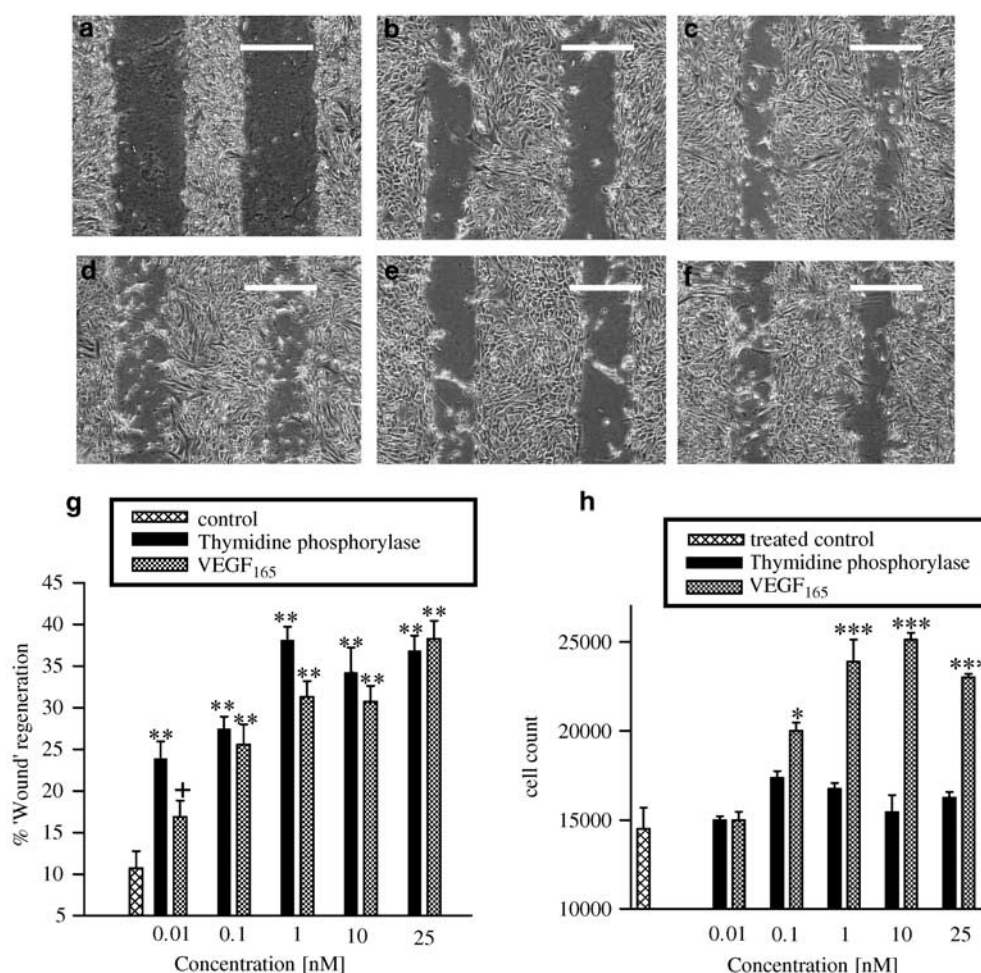 a
b
c
d
e
f
g
control
Thymidine phosphorylase
VEGF165
45
40
35
30
25
20
15
10
5
% 'Wound' regeneration
**
+
**
**
**
**
**
**
**
**
0.01
0.1
1
10
25
Concentration [nM]
h
treated control
Thymidine phosphorylase
VEGF165
25000
20000
15000
10000
cell count
*
***
***
***
0.01
0.1
1
10
25
Concentration [nM]